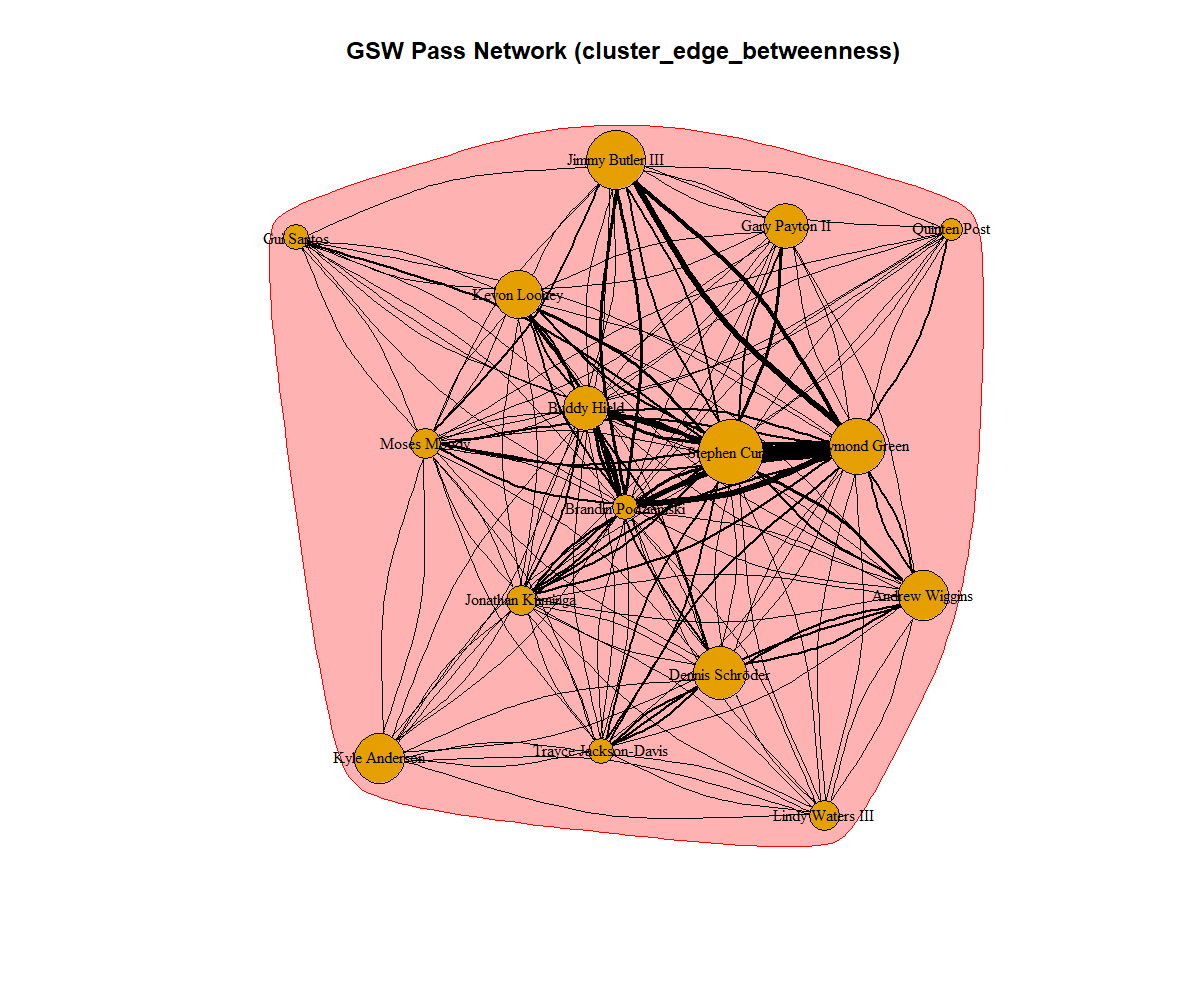 GSW Pass Network (cluster_edge_betweenness)
Jimmy Butler III
Gary Payton II
Quinten Post
Gui Santos
Kevon Looney
Buddy Hield
Moses Moody
Stephen Cur
ymond Green
Brandin Podziemski
Jonathan Kuminga
Andrew Wiggins
Dennis Schröder
Trayce Jackson-Davis
Kyle Anderson
Lindy Waters III